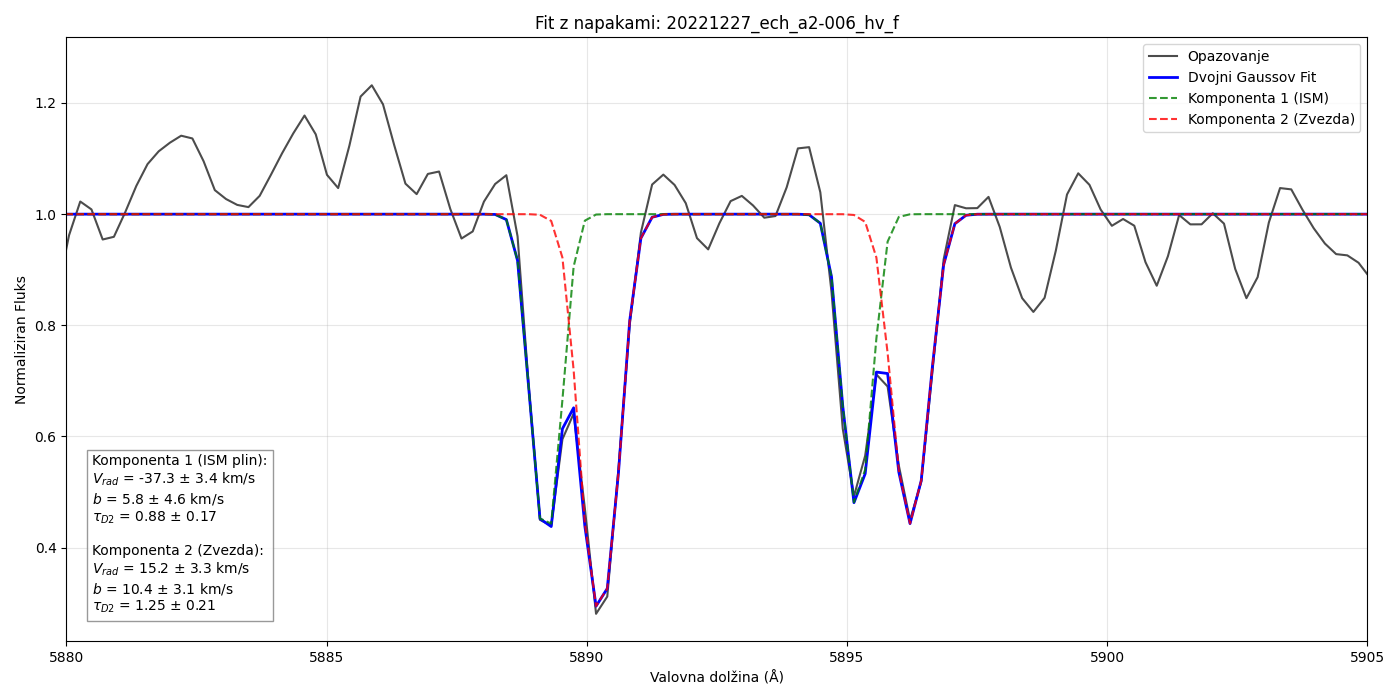 Fit z napakami: 20221227_ech_a2-006_hv_f
Opazovanje
Dvojni Gaussov Fit
Komponenta 1 (ISM)
Komponenta 2 (Zvezda)
Normaliziran Fluks
1.2
1.0
0.8
0.6
0.4
Komponenta 1 (ISM plin):
V_rad = -37.3 ± 3.4 km/s
b = 5.8 ± 4.6 km/s
τ_D2 = 0.88 ± 0.17
Komponenta 2 (Zvezda):
V_rad = 15.2 ± 3.3 km/s
b = 10.4 ± 3.1 km/s
τ_D2 = 1.25 ± 0.21
5880 5885 5890 5895 5900 5905
Valovna dolžina (Å)